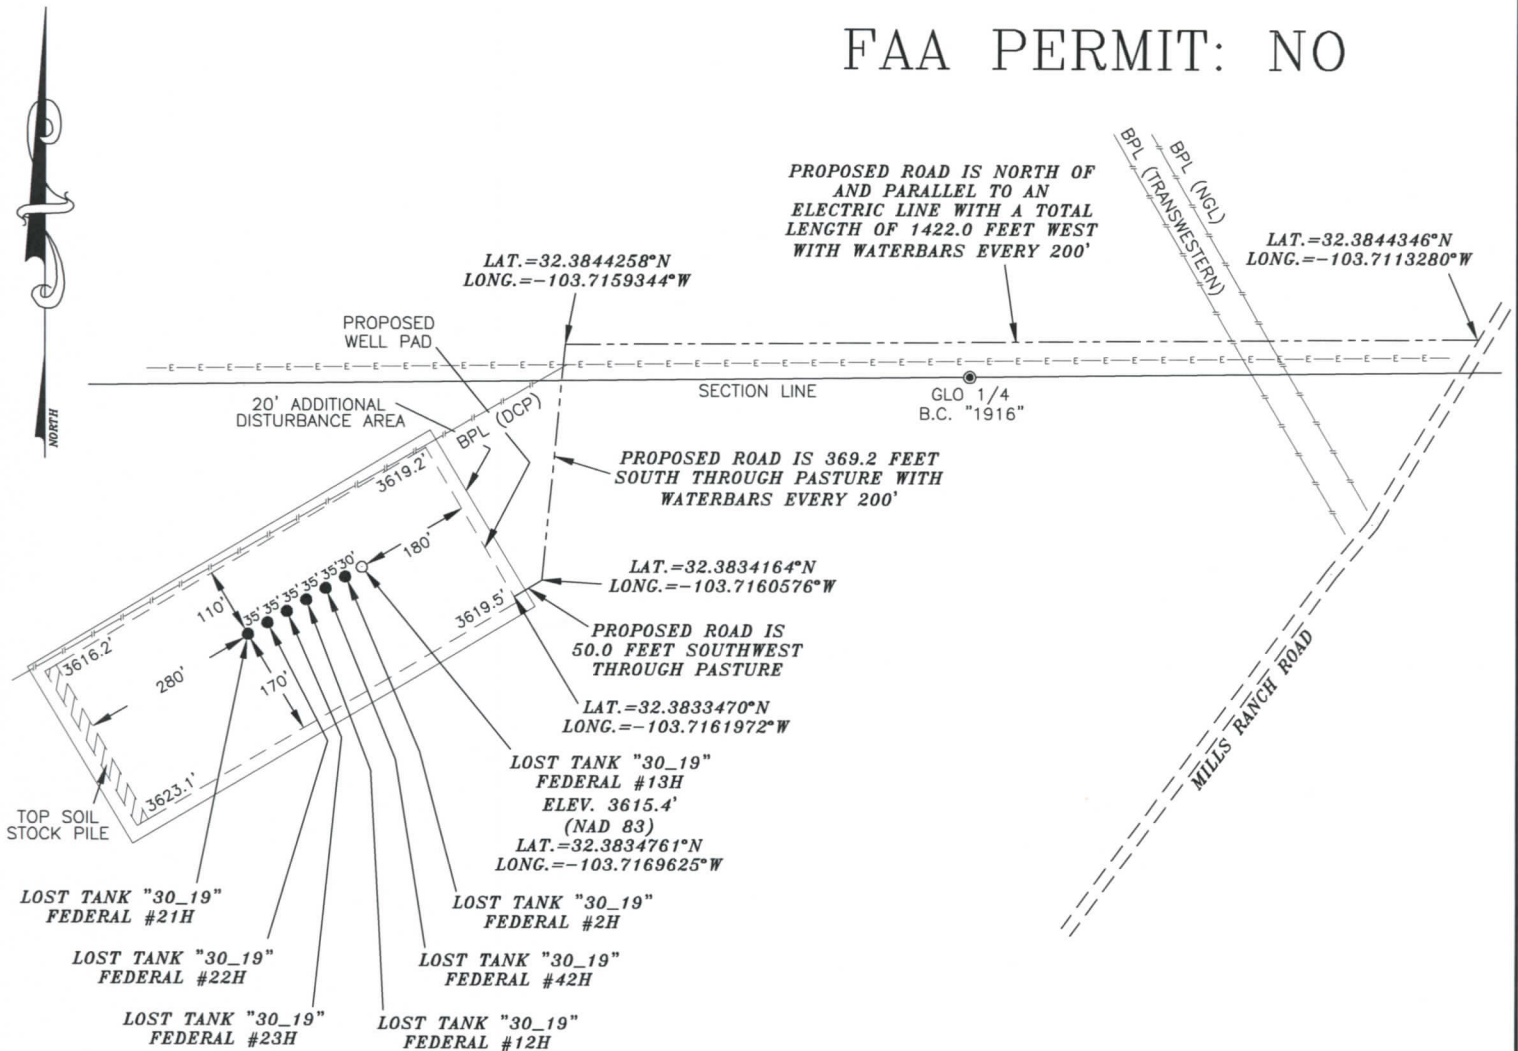 FAA PERMIT: NO
NORTH
PROPOSED ROAD IS NORTH OF
AND PARALLEL TO AN
ELECTRIC LINE WITH A TOTAL
LENGTH OF 1422.0 FEET WEST
WITH WATERBARS EVERY 200'
BPL (TRANSWESTERN)
BPL (NGL)
LAT.=32.3844346°N
LONG.=-103.7113280°W
LAT.=32.3844258°N
LONG.=-103.7159344°W
PROPOSED
WELL PAD
E E E E E E E E E E E E E E E E E E E E E E E E E E E E E
SECTION LINE
GLO 1/4
B.C. "1916"
20' ADDITIONAL
DISTURBANCE AREA
BPL (DCP)
PROPOSED ROAD IS 369.2 FEET
SOUTH THROUGH PASTURE WITH
WATERBARS EVERY 200'
3619.2'
180'
35' 35' 35' 35' 35' 30'
110'
LAT.=32.3834164°N
LONG.=-103.7160576°W
3619.5'
3616.2'
280'
170'
PROPOSED ROAD IS
50.0 FEET SOUTHWEST
THROUGH PASTURE
MILLS RANCH ROAD
LAT.=32.3833470°N
LONG.=-103.7161972°W
3623.1'
TOP SOIL
STOCK PILE
LOST TANK "30_19"
FEDERAL #13H
ELEV. 3615.4'
(NAD 83)
LAT.=32.3834761°N
LONG.=-103.7169625°W
LOST TANK "30_19"
FEDERAL #21H
LOST TANK "30_19"
FEDERAL #2H
LOST TANK "30_19"
FEDERAL #22H
LOST TANK "30_19"
FEDERAL #42H
LOST TANK "30_19"
FEDERAL #23H
LOST TANK "30_19"
FEDERAL #12H